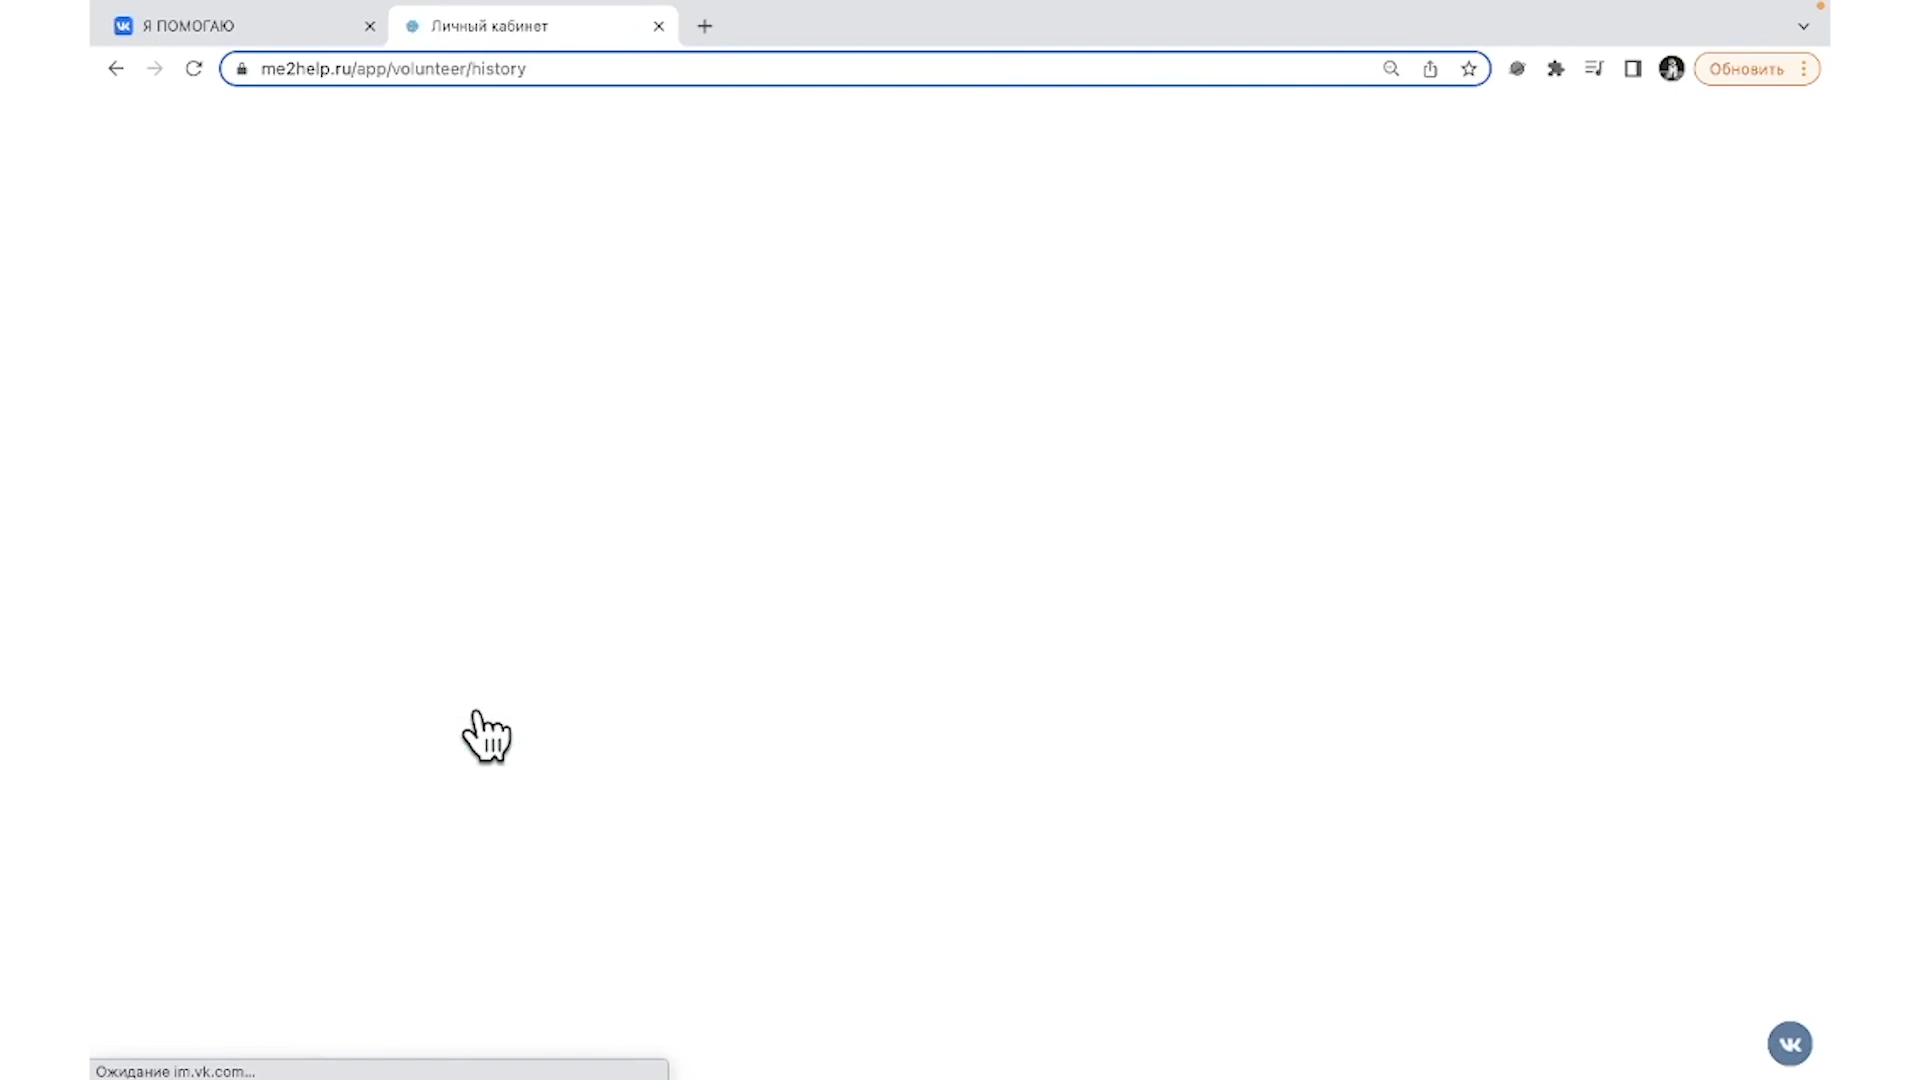 Я ПОМОГАЮ
Личный кабинет
me2help.ru/app/volunteer/history
Обновить
Ожидание im.vk.com...